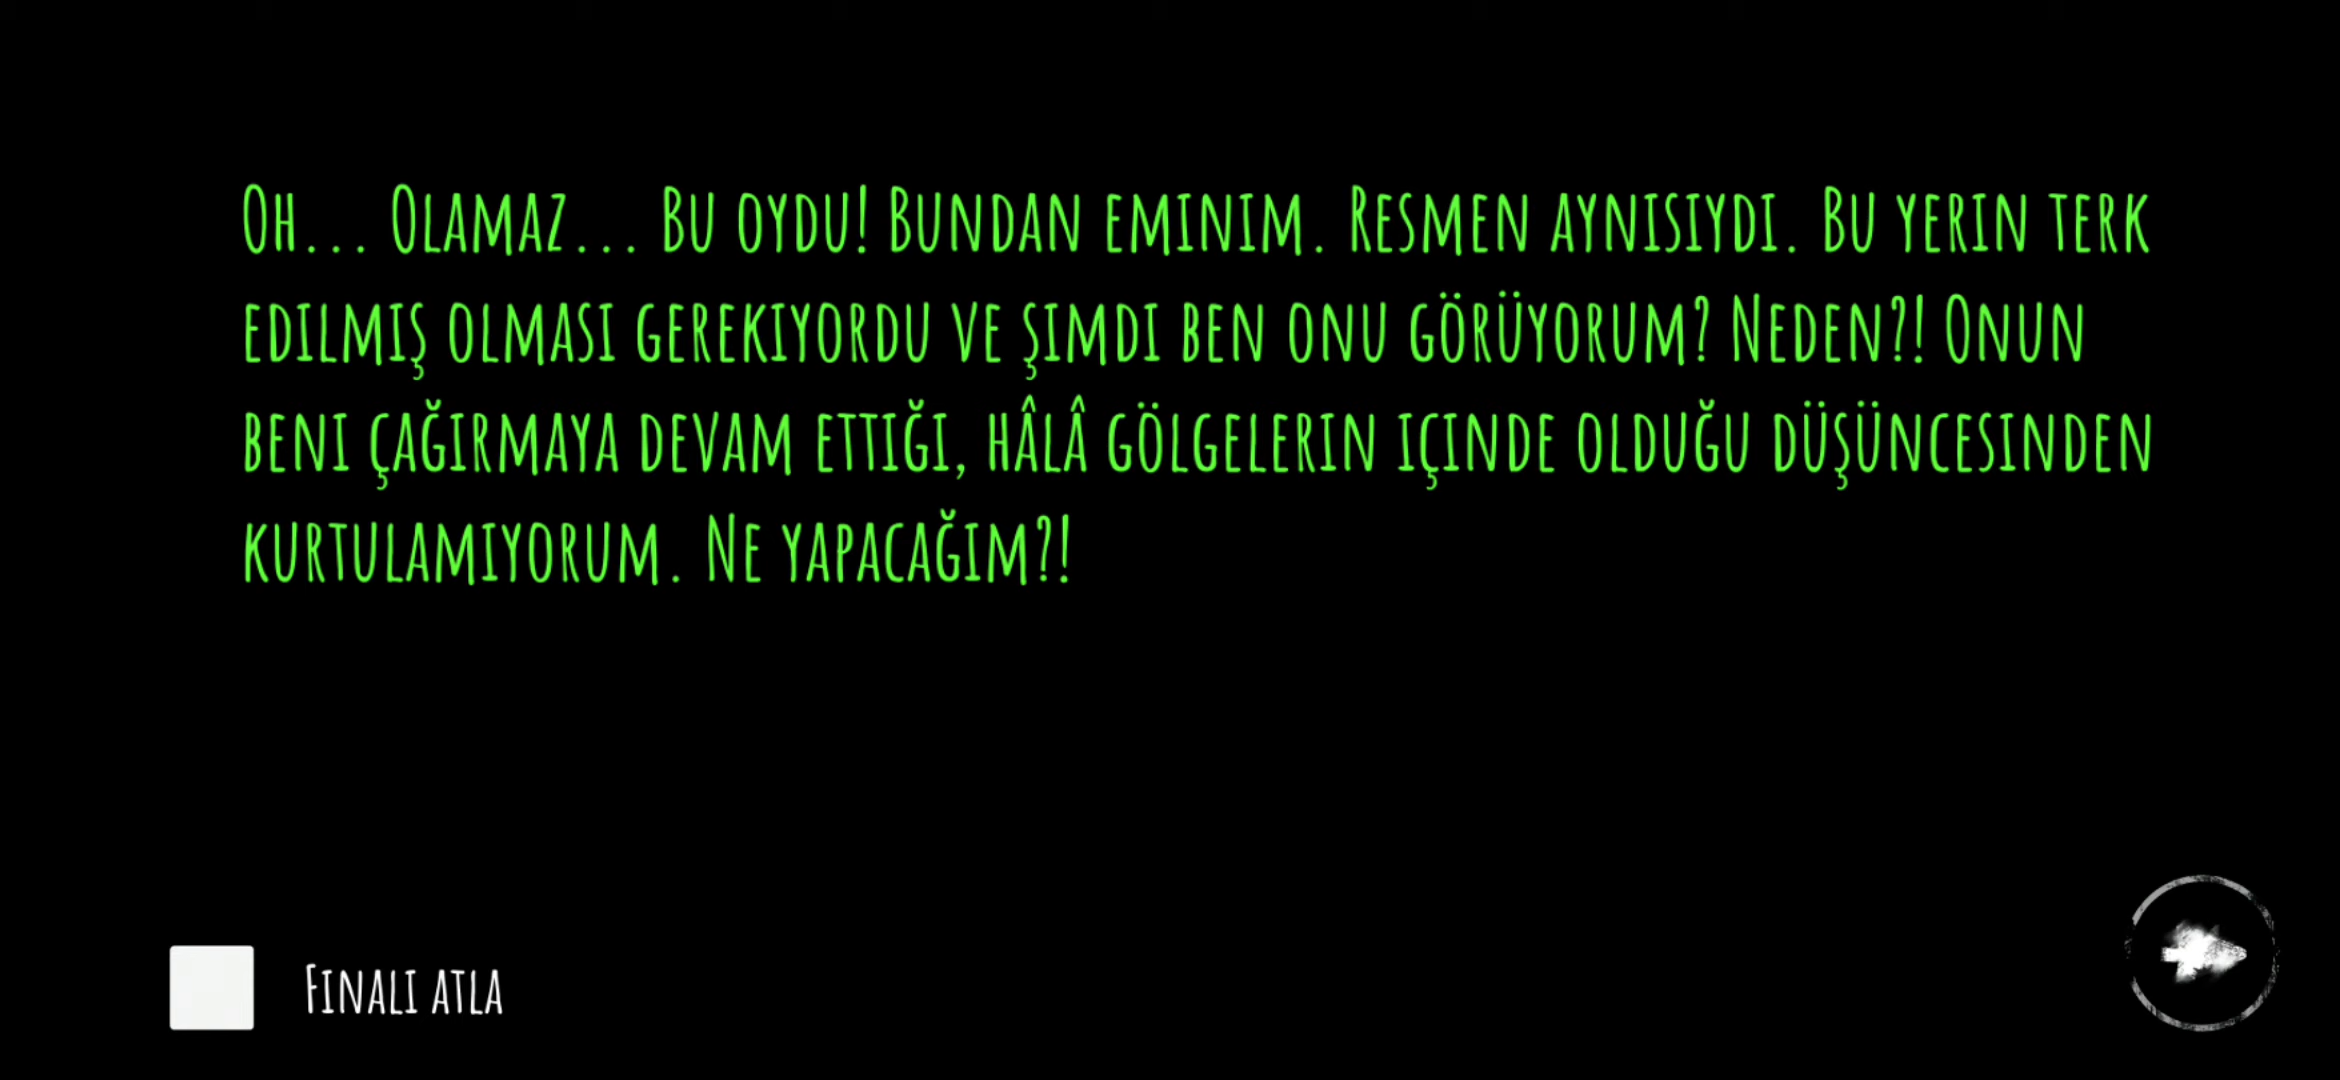 Oh... Olamaz... Bu oydu! Bundan eminim. Resmen aynısıydı. Bu yerin terk
edilmiş olması gerekiyordu ve şimdi ben onu görüyorum? Neden?! Onun
beni çağırmaya devam ettiği, hâlâ gölgelerin içinde olduğu düşüncesinden
kurtulamıyorum. Ne yapacağım?!
Finali atla